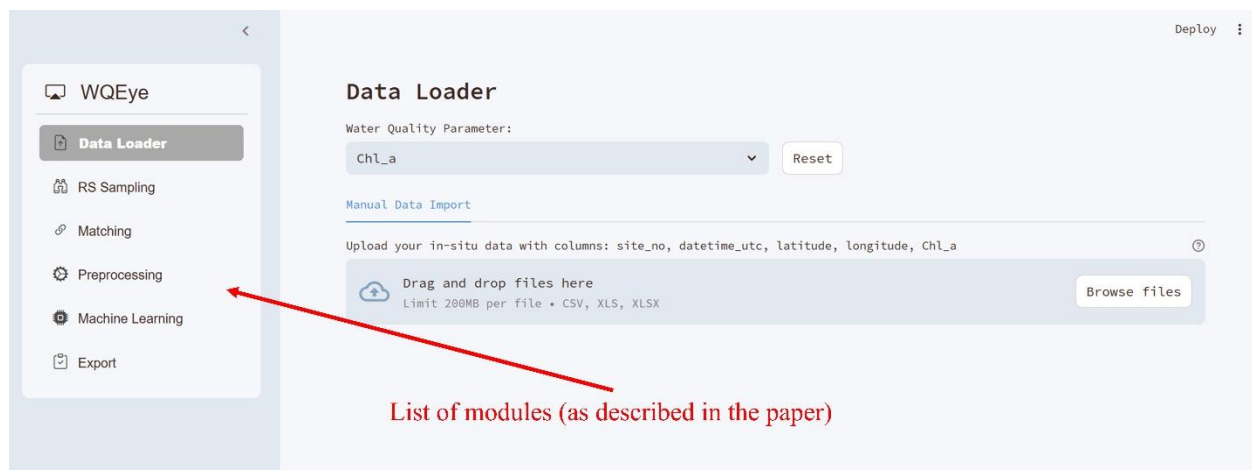 Deploy
WQEye
Data Loader
RS Sampling
Matching
Preprocessing
Machine Learning
Export
Data Loader
Water Quality Parameter:
Chl_a
Reset
Manual Data Import
Upload your in-situ data with columns: site_no, datetime_utc, latitude, longitude, Chl_a
Drag and drop files here
Limit 200MB per file • CSV, XLS, XLSX
Browse files
List of modules (as described in the paper)